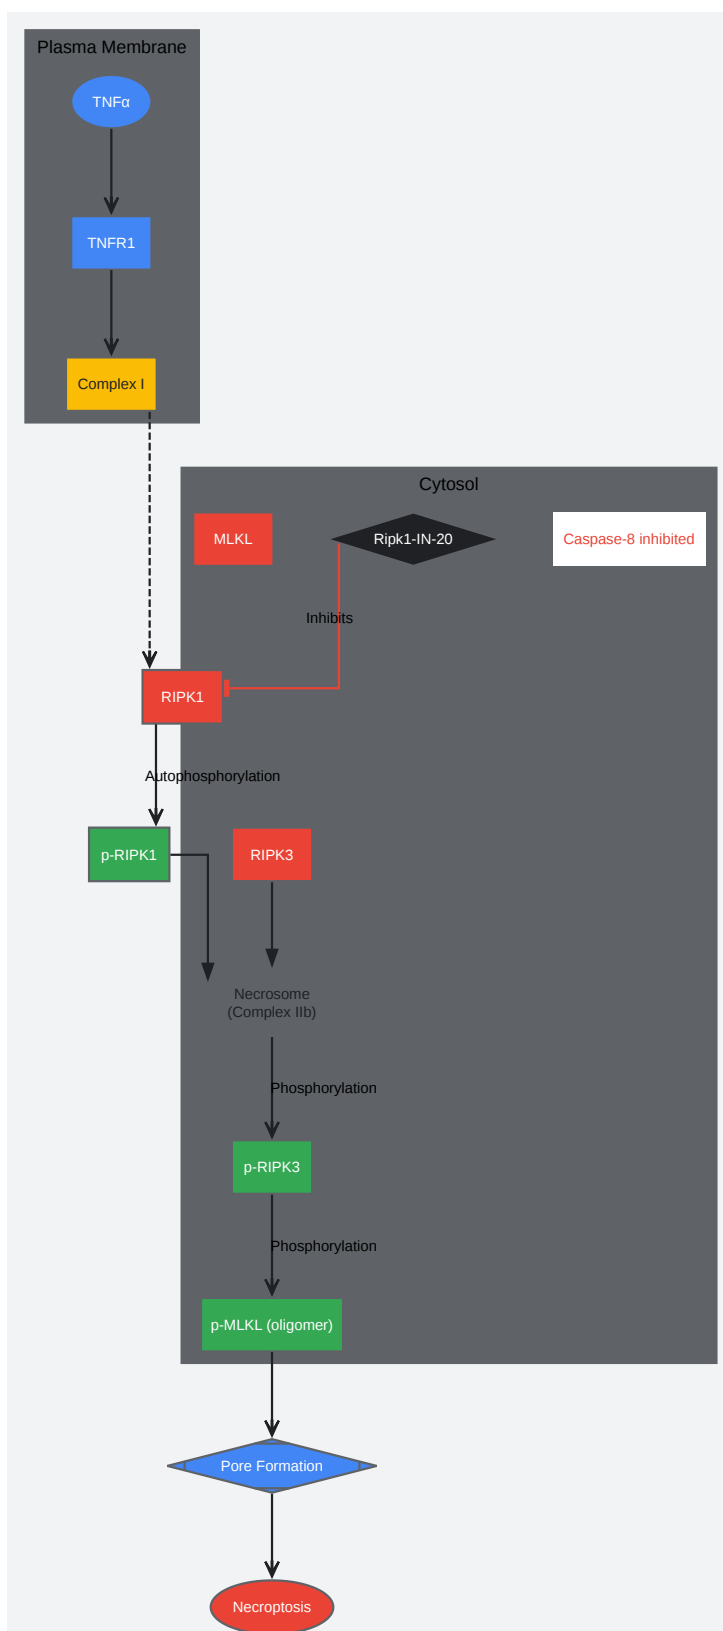 Plasma Membrane
TNFα
TNFR1
Complex I
Cytosol
MLKL
Ripk1-IN-20
Caspase-8 inhibited
Inhibits
RIPK1
Autophosphorylation
p-RIPK1
RIPK3
Necrosome
(Complex IIb)
Phosphorylation
p-RIPK3
Phosphorylation
p-MLKL (oligomer)
Pore Formation
Necroptosis